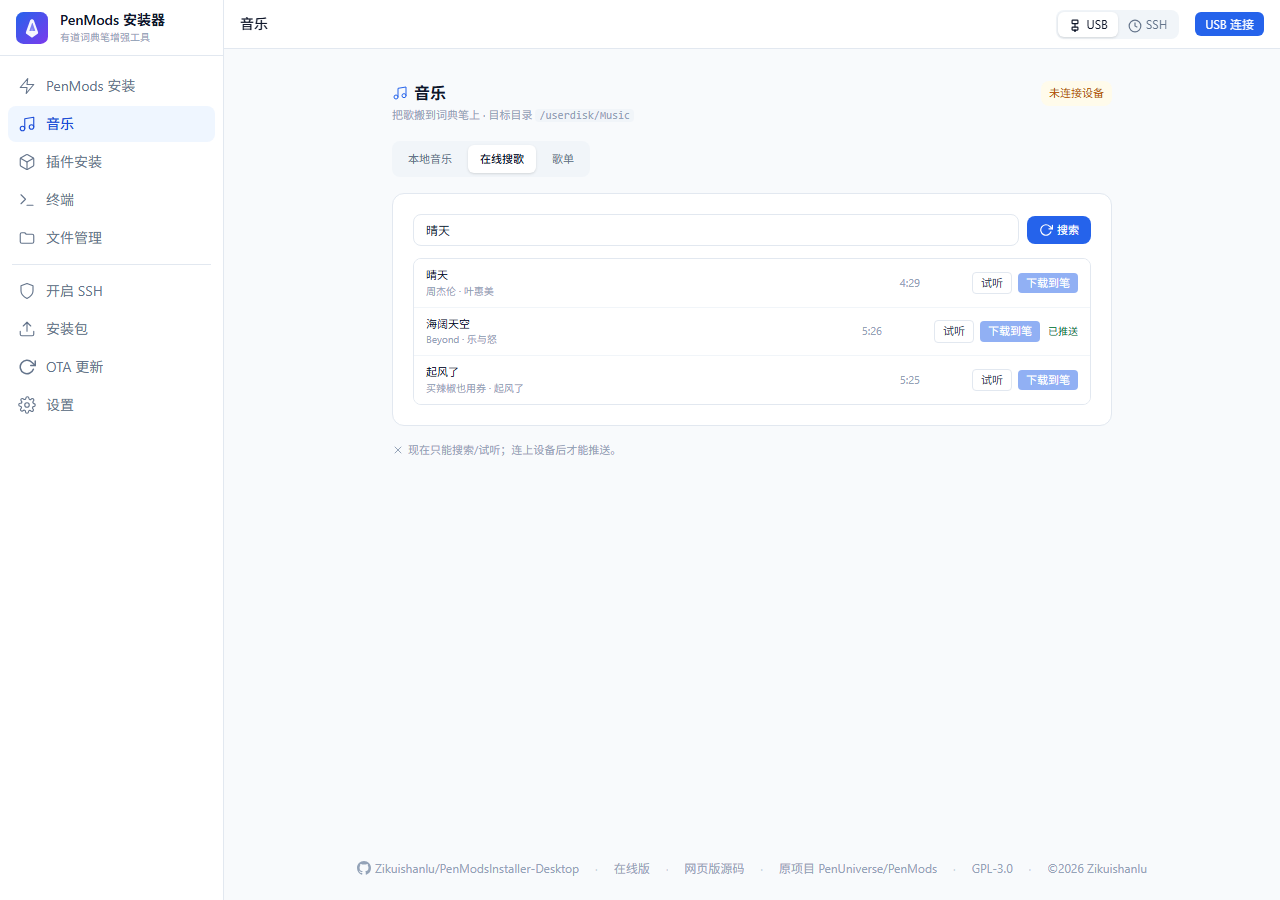 PenMods 安装器
有道词典笔增强工具
音乐
USB
SSH
USB 连接
PenMods 安装
音乐
插件安装
终端
文件管理
开启 SSH
安装包
OTA 更新
设置
音乐
未连接设备
把歌搬到词典笔上 · 目标目录 /userdisk/Music
本地音乐
在线搜歌
歌单
晴天
搜索
晴天
周杰伦 · 叶惠美
4:29
试听
下载到笔
海阔天空
Beyond · 乐与怒
5:26
试听
下载到笔
已推送
起风了
买辣椒也用券 · 起风了
5:25
试听
下载到笔
现在只能搜索/试听；连上设备后才能推送。
Zikuishanlu/PenModsInstaller-Desktop · 在线版 · 网页版源码 · 原项目 PenUniverse/PenMods · GPL-3.0 · ©2026 Zikuishanlu